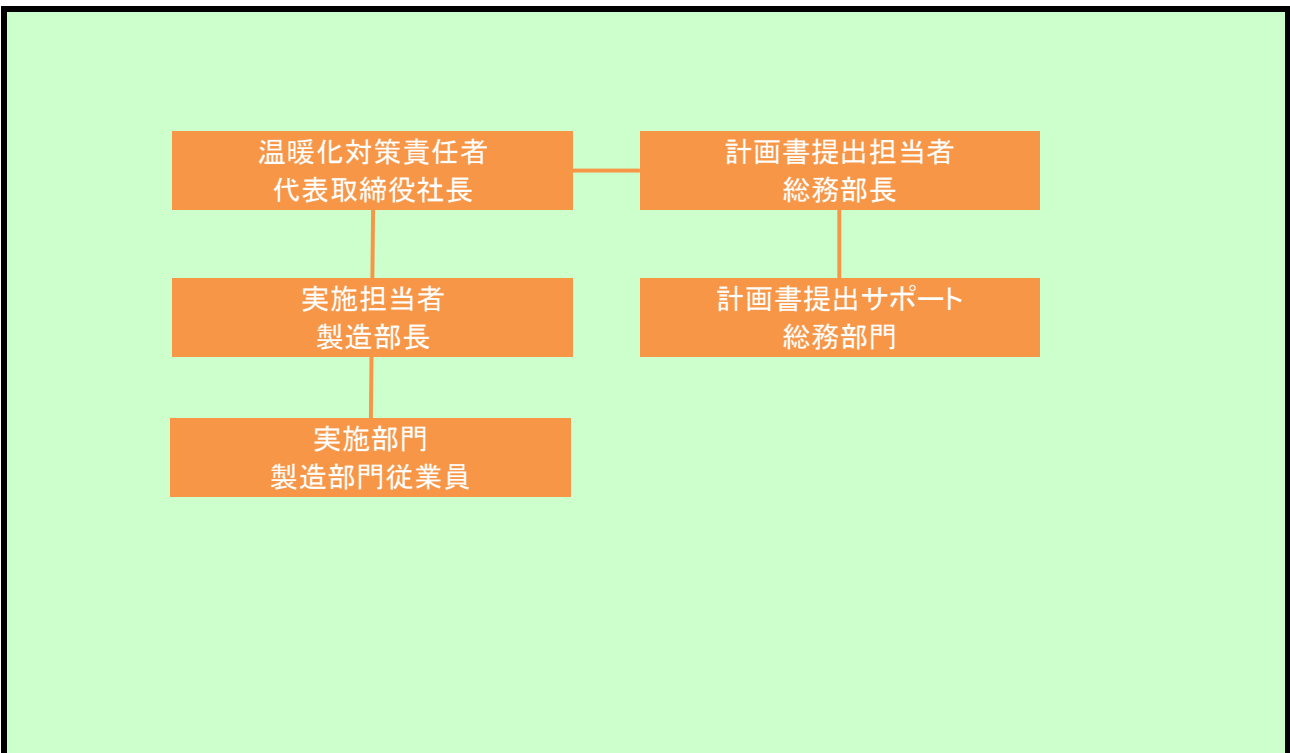 温暖化対策責任者
代表取締役社長
計画書提出担当者
総務部長
実施担当者
製造部長
計画書提出サポート
総務部門
実施部門
製造部門従業員